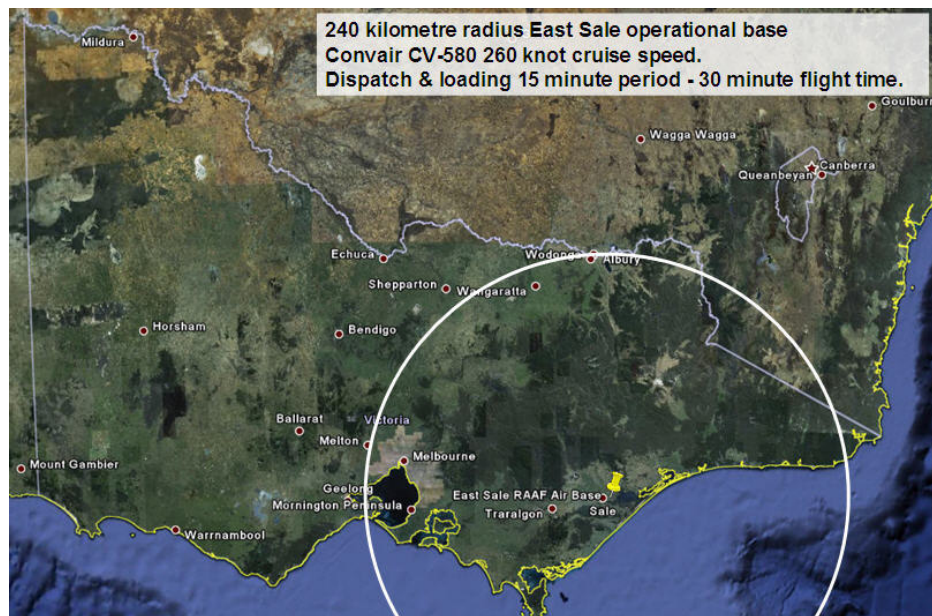 240 kilometre radius East Sale operational base
Convair CV-580 260 knot cruise speed.
Dispatch & loading 15 minute period - 30 minute flight time.
Mildura
Goulburn
Wagga Wagga
Canberra
Queanbeyan
Echuca
Wodonga
Albury
Shepparton
Wangaratta
Horsham
Bendigo
Ballarat
Victoria
Melton
Melbourne
Mount Gambier
Geelong
East Sale RAAF Air Base
Mornington Peninsula
Traralgon
Sale
Warrnambool